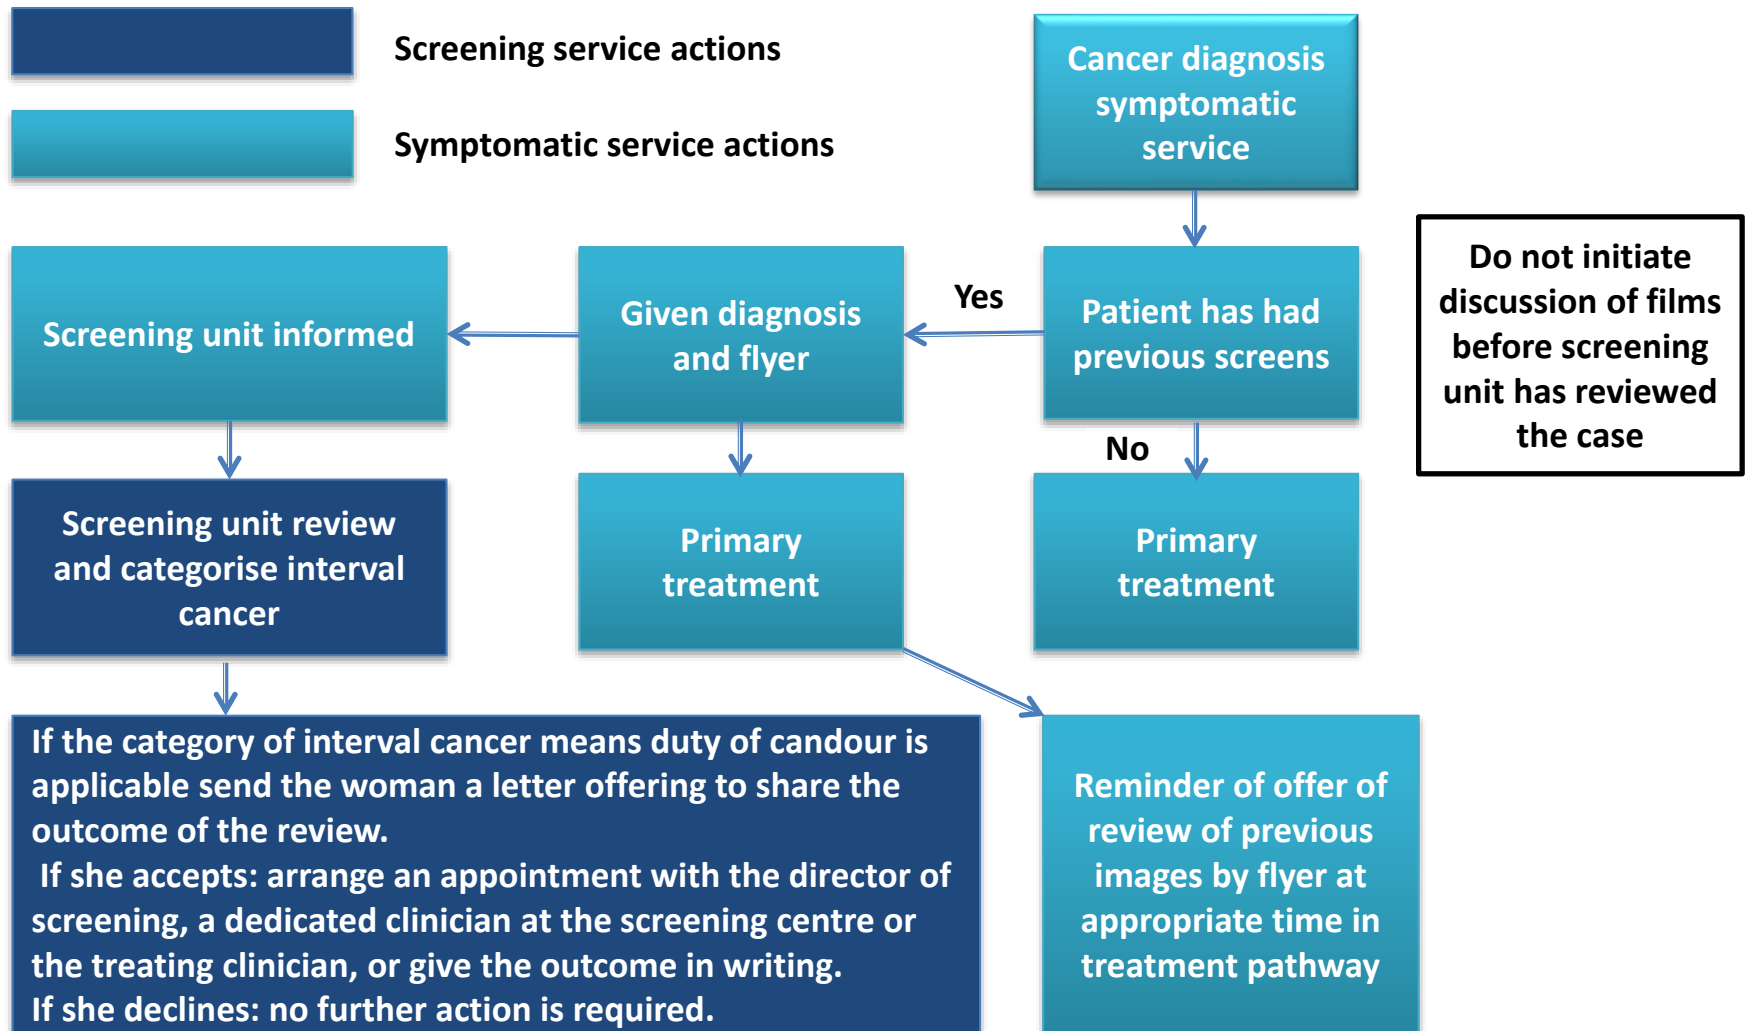 Screening service actions
Symptomatic service actions
Cancer diagnosis
symptomatic
service
Do not initiate
discussion of films
before screening
unit has reviewed
the case
Patient has had
previous screens
Yes
No
Given diagnosis
and flyer
Screening unit informed
Screening unit review
and categorise interval
cancer
Primary
treatment
Primary
treatment
If the category of interval cancer means duty of candour is
applicable send the woman a letter offering to share the
outcome of the review.
If she accepts: arrange an appointment with the director of
screening, a dedicated clinician at the screening centre or
the treating clinician, or give the outcome in writing.
If she declines: no further action is required.
Reminder of offer of
review of previous
images by flyer at
appropriate time in
treatment pathway